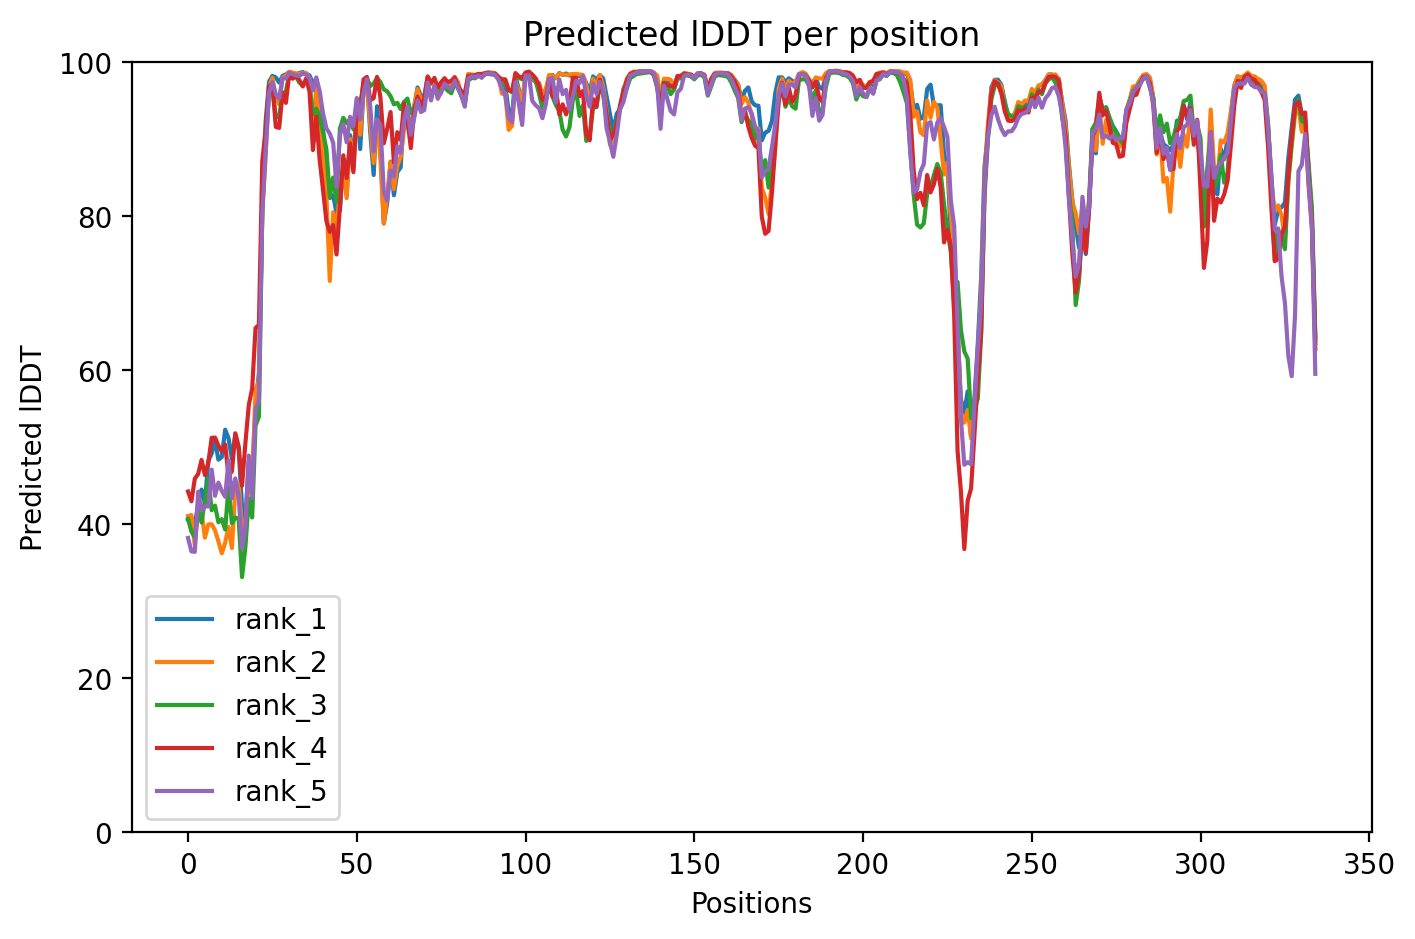 Predicted lDDT per position
Predicted lDDT
100
80
60
40
20
0
rank_1
rank_2
rank_3
rank_4
rank_5
0 50 100 150 200 250 300 350
Positions